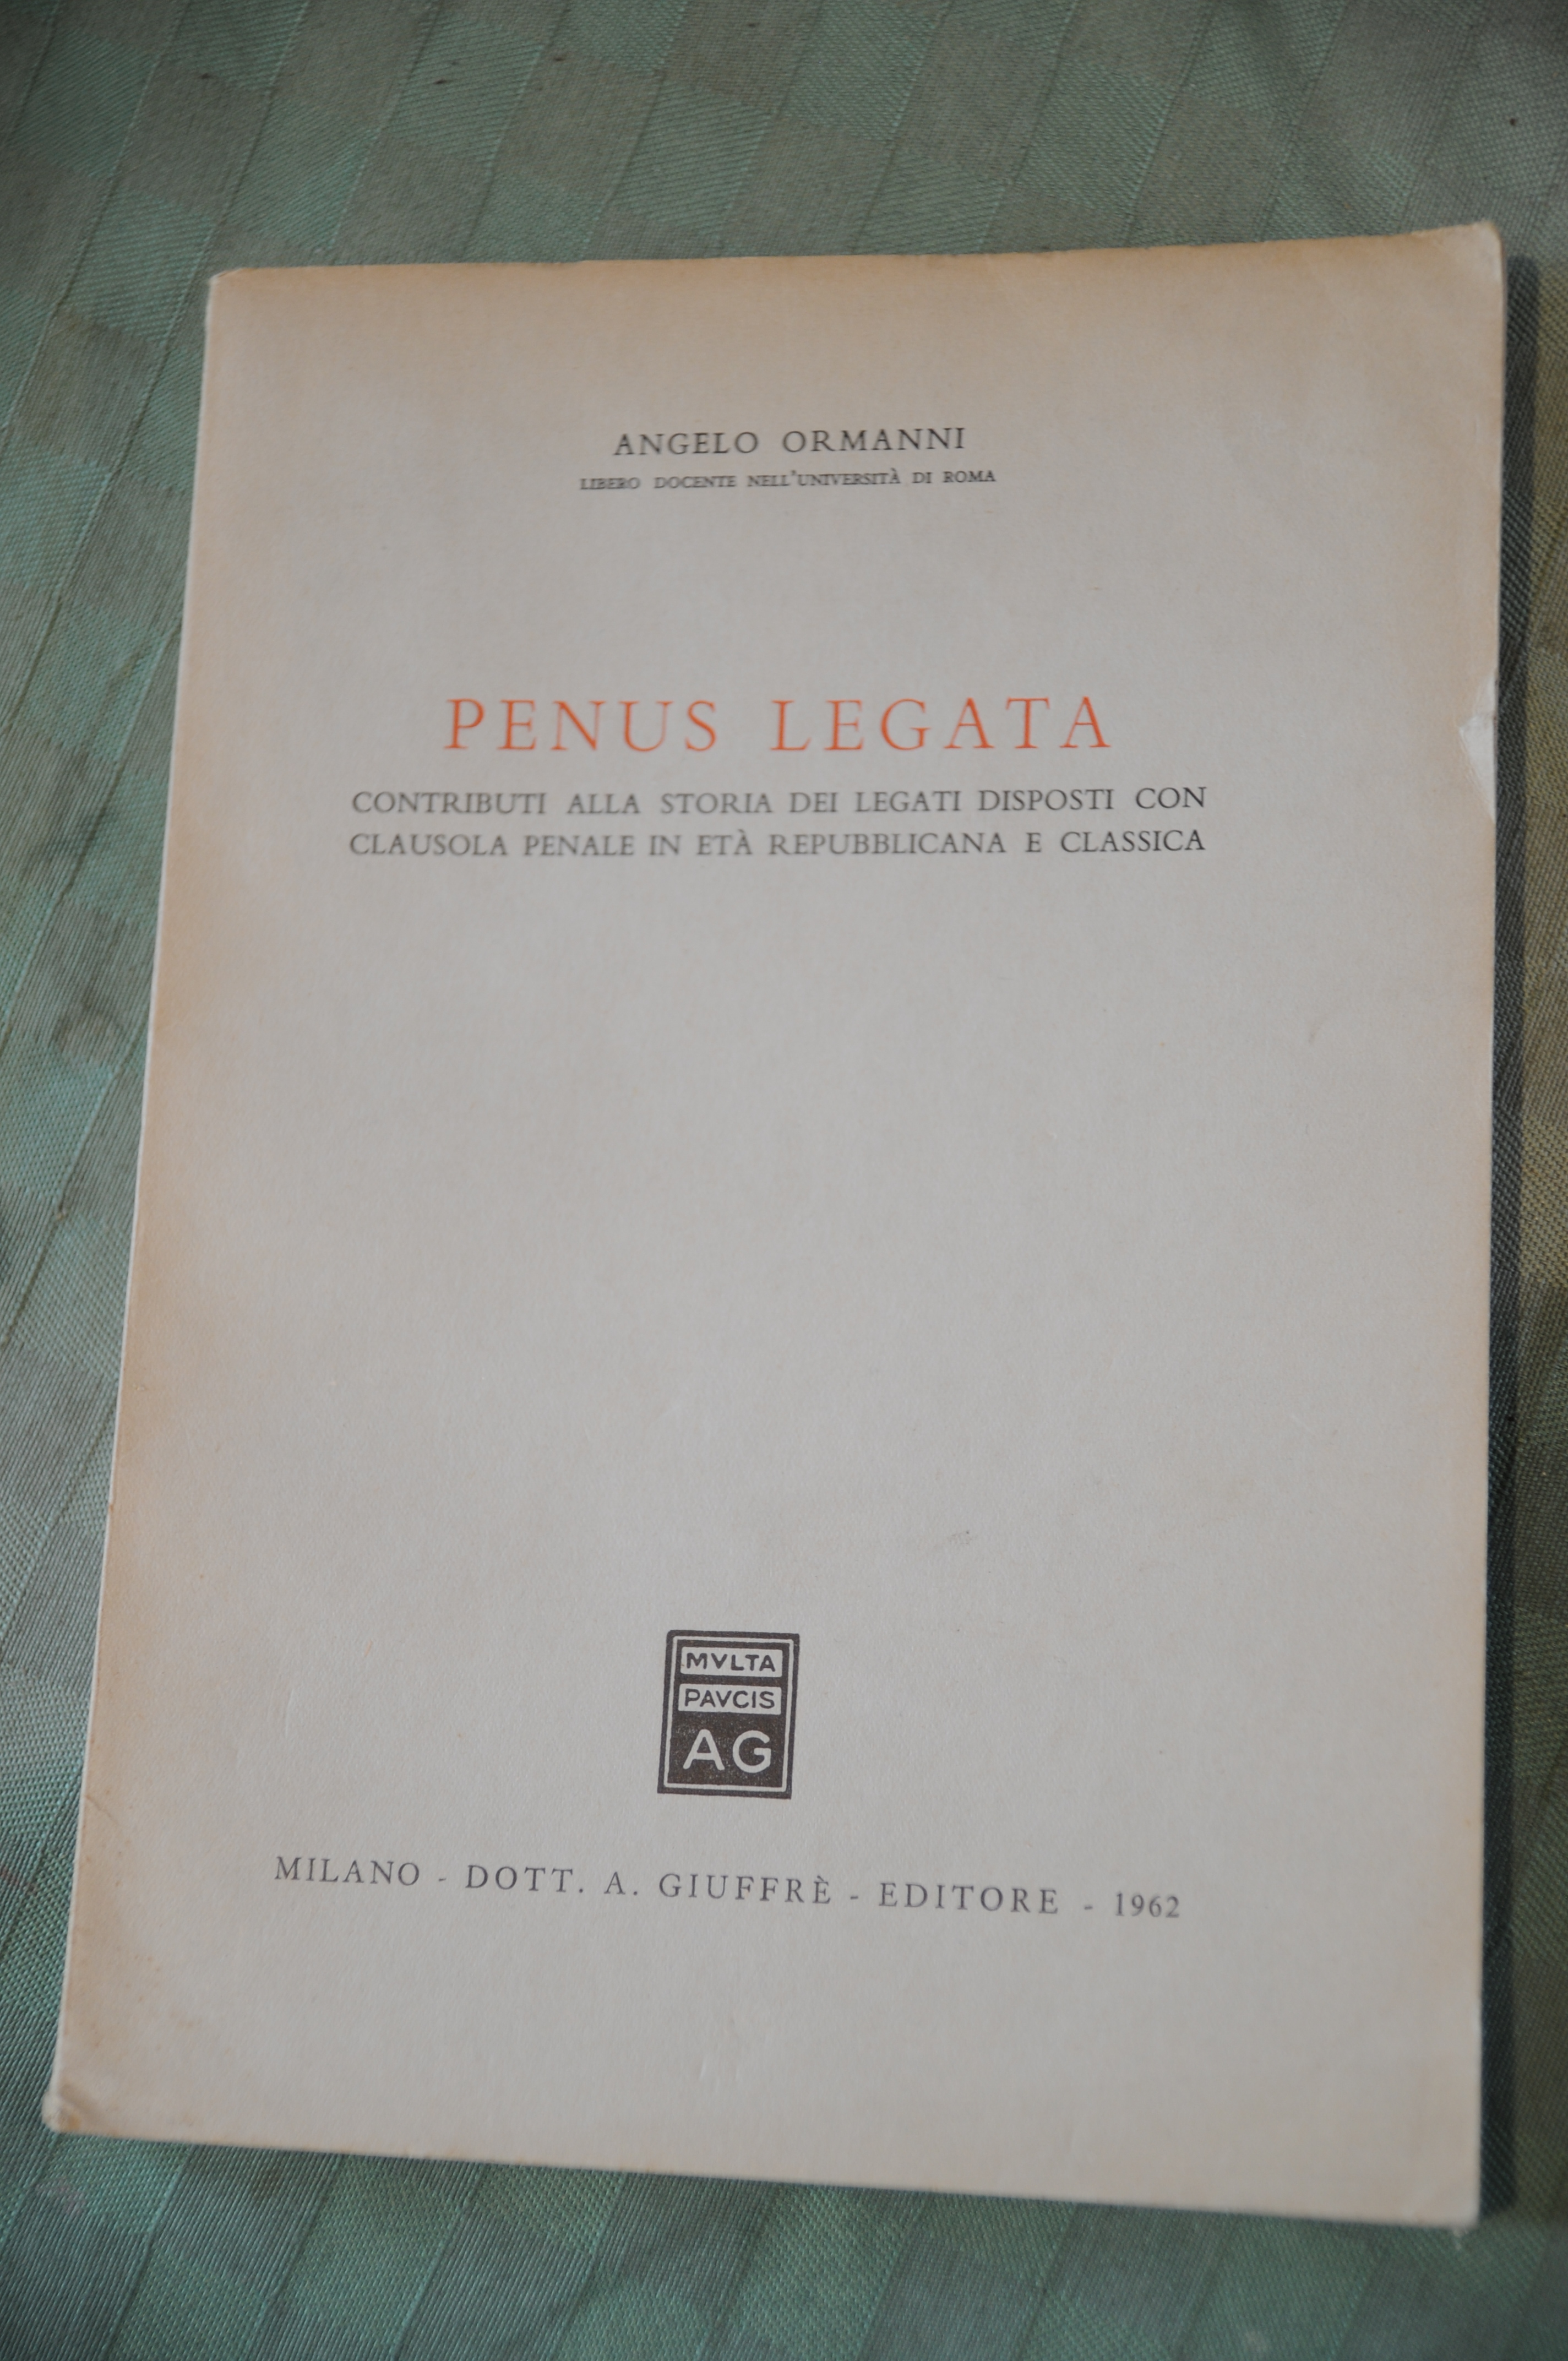 ANGELO ORMANNI
LIBERO DOCENTE NELL'UNIVERSITÀ DI ROMA
PENUS LEGATA
CONTRIBUTI ALLA STORIA DEI LEGATI DISPOSTI CON
CLAUSOLA PENALE IN ETÀ REPUBBLICANA E CLASSICA
MVLTA
PAVCIS
AG
MILANO - DOTT. A. GIUFFRÈ - EDITORE - 1962